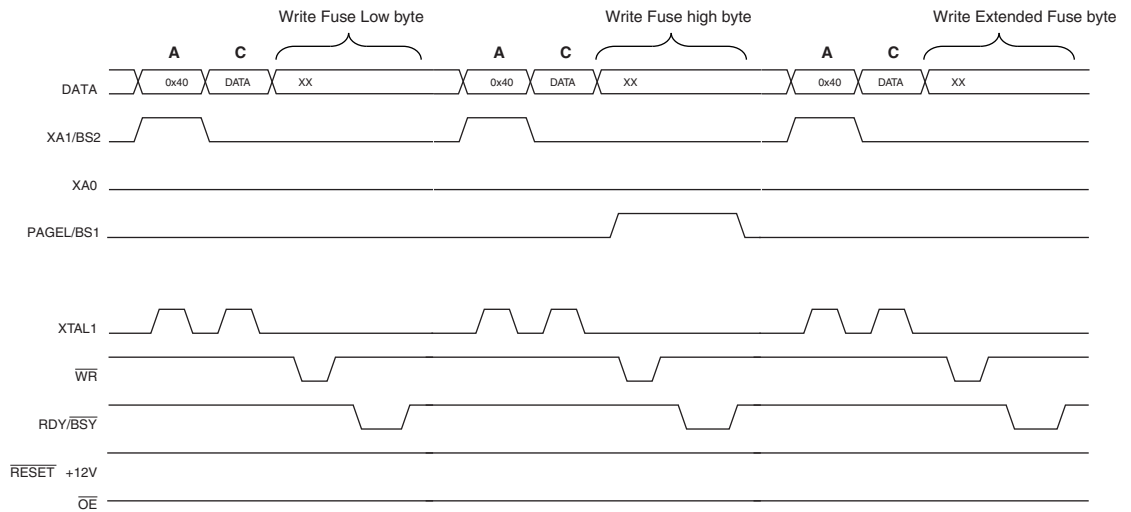 Write Fuse Low byte Write Fuse high byte Write Extended Fuse byte
A C A C A C
DATA 0x40 DATA XX 0x40 DATA XX 0x40 DATA XX
XA1/BS2
XA0
PAGEL/BS1
XTAL1
WR
RDY/BSY
RESET +12V
OE